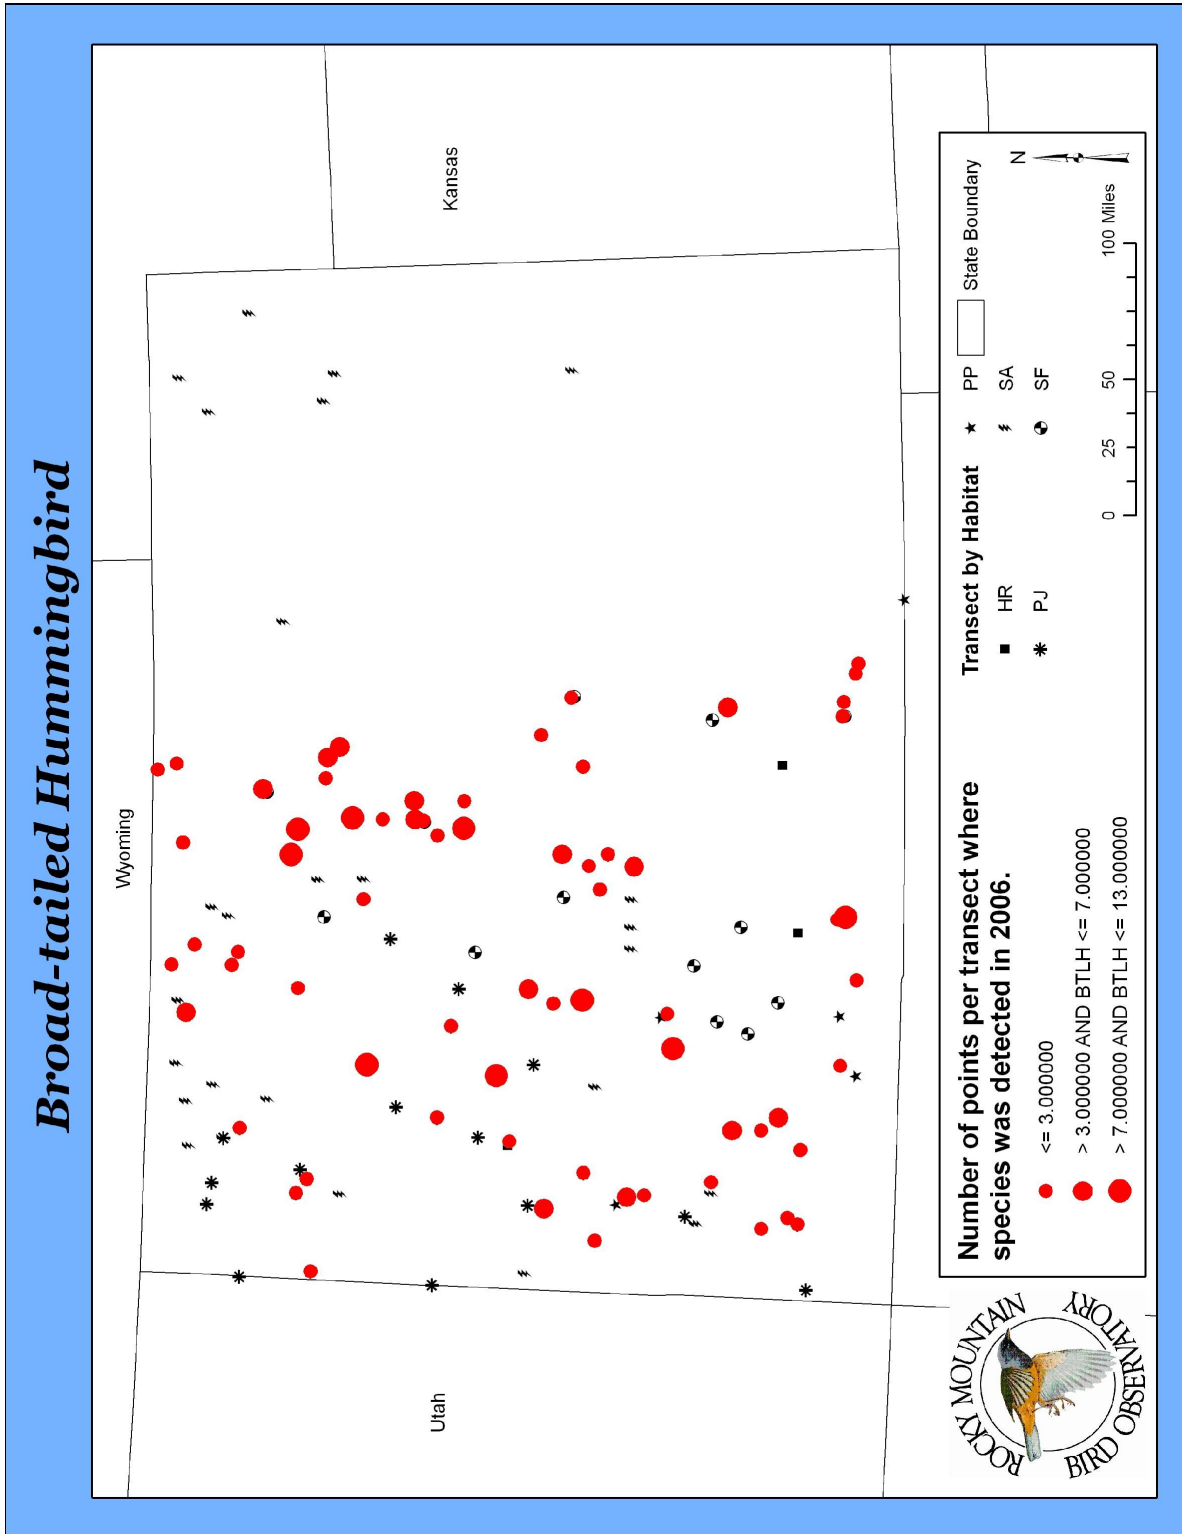 Broad-tailed Hummingbird
Wyoming
Utah
Kansas
Number of points per transect where
species was detected in 2006.
<= 3.000000
> 3.000000 AND BTLH <= 7.000000
> 7.000000 AND BTLH <= 13.000000
Transect by Habitat
HR
PJ
PP
SA
SF
State Boundary
N
0 25 50 100 Miles
ROCKY MOUNTAIN
BIRD OBSERVATORY